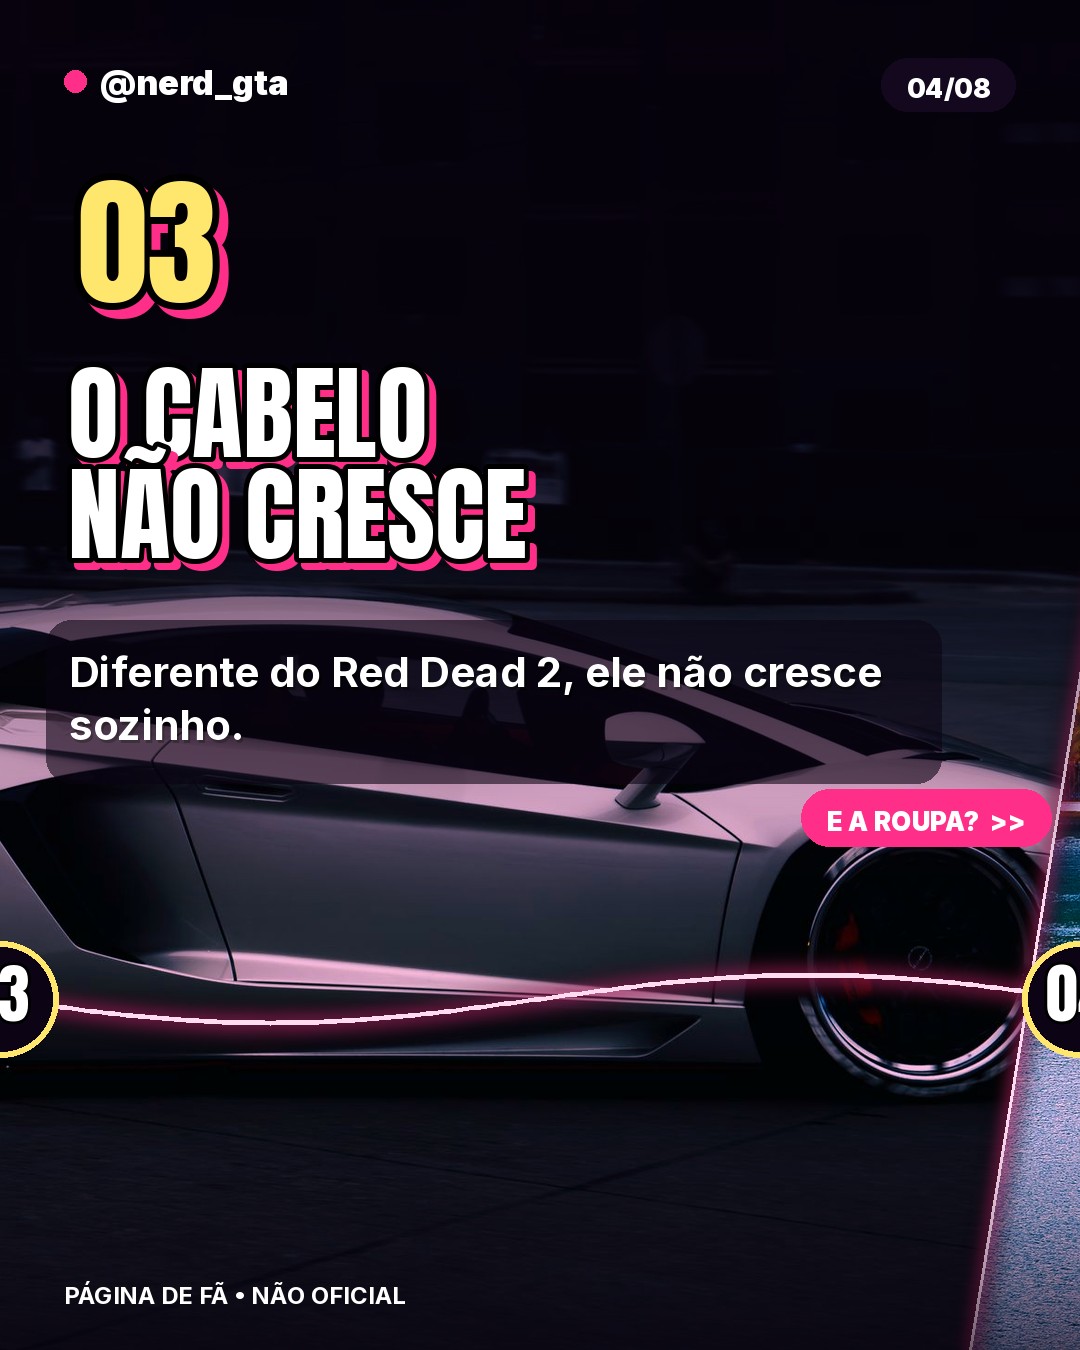 @nerd_gta
04/08
03
O CABELO
NÃO CRESCE
Diferente do Red Dead 2, ele não cresce
sozinho.
E A ROUPA? >>
3
0
PÁGINA DE FÃ • NÃO OFICIAL